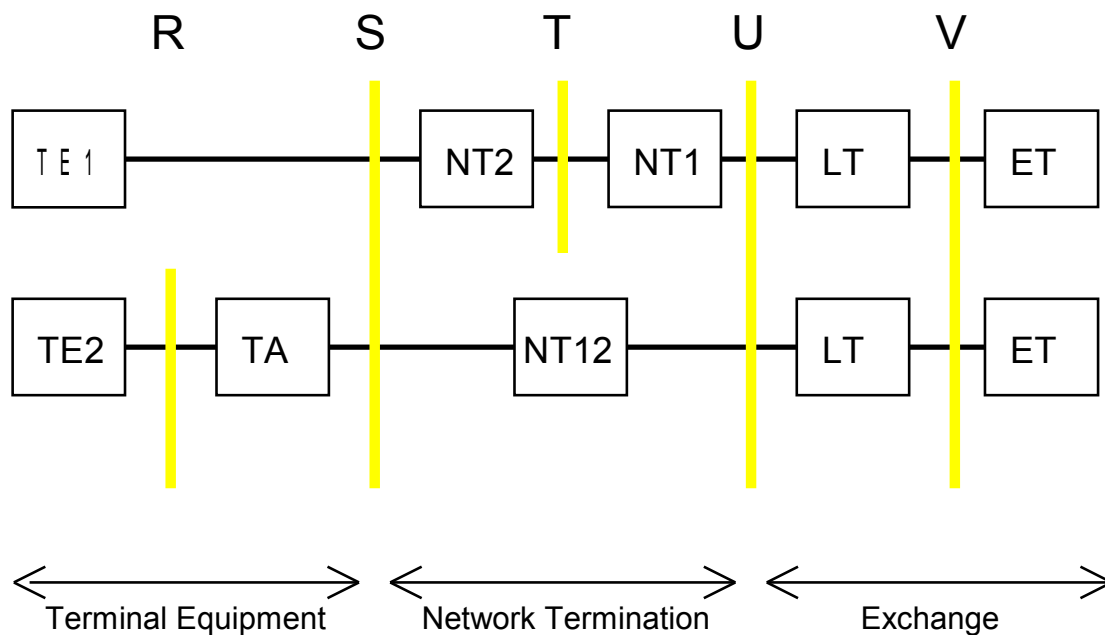 R S T U V
TE1 NT2 NT1 LT ET
TE2 TA NT12 LT ET
Terminal Equipment Network Termination Exchange